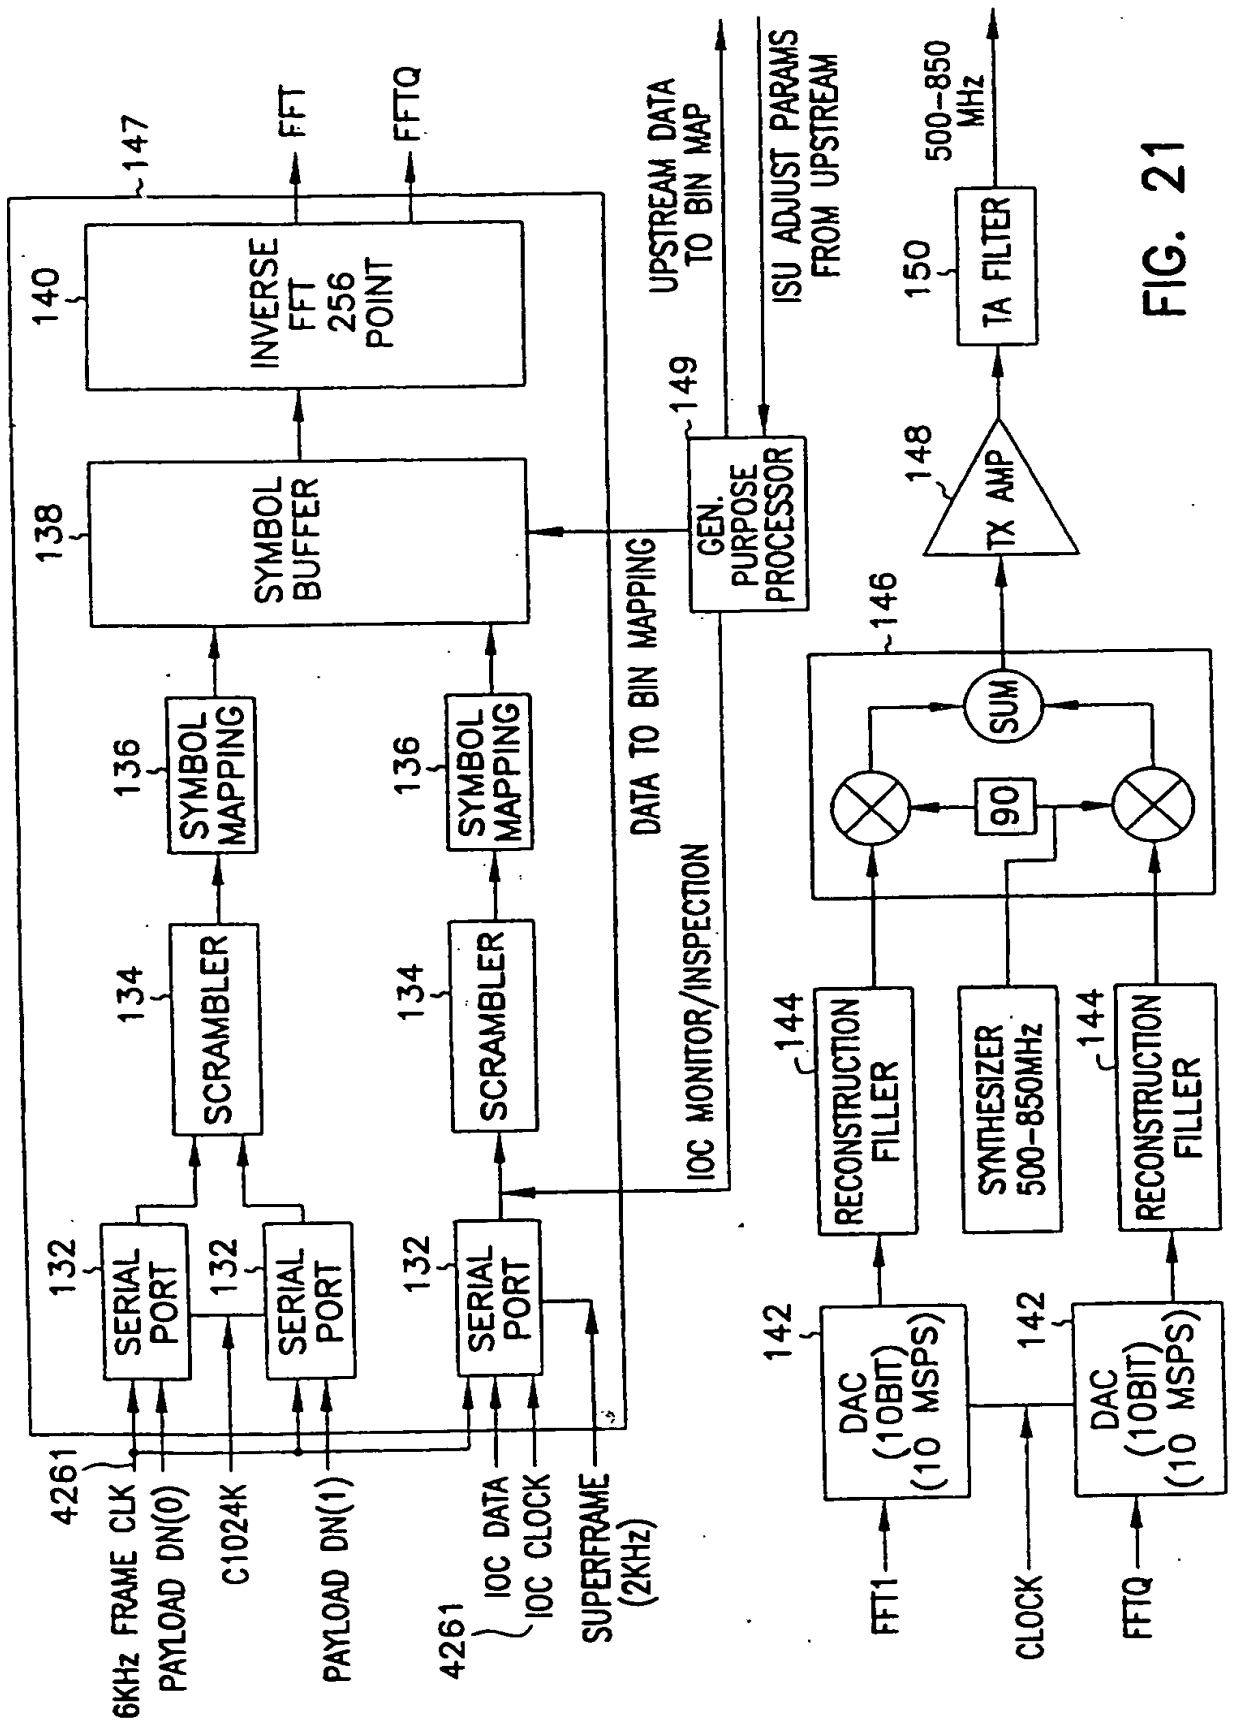 6KHz FRAME CLK
PAYLOAD DN(0)
C1024K
PAYLOAD DN(1)
4261
IOC DATA
IOC CLOCK
4261
SUPERFRAME
(2KHz)
132
SERIAL
PORT
132
SERIAL
PORT
132
SERIAL
PORT
134
SCRAMBLER
134
SCRAMBLER
136
SYMBOL
MAPPING
136
SYMBOL
MAPPING
138
SYMBOL
BUFFER
140
INVERSE
FFT
256
POINT
147
FFT
FFTQ
IOC MONITOR/INSPECTION
DATA TO BIN MAPPING
149
GEN.
PURPOSE
PROCESSOR
UPSTREAM DATA
TO BIN MAP
ISU ADJUST PARAMS
FROM UPSTREAM
FFT1
CLOCK
FFTQ
142
DAC
(10BIT)
(10 MSPS)
142
DAC
(10BIT)
(10 MSPS)
144
RECONSTRUCTION
FILLER
SYNTHESIZER
500-850MHz
144
RECONSTRUCTION
FILLER
146
90
SUM
148
TX AMP
150
TA FILTER
500-850
MHz
FIG. 21